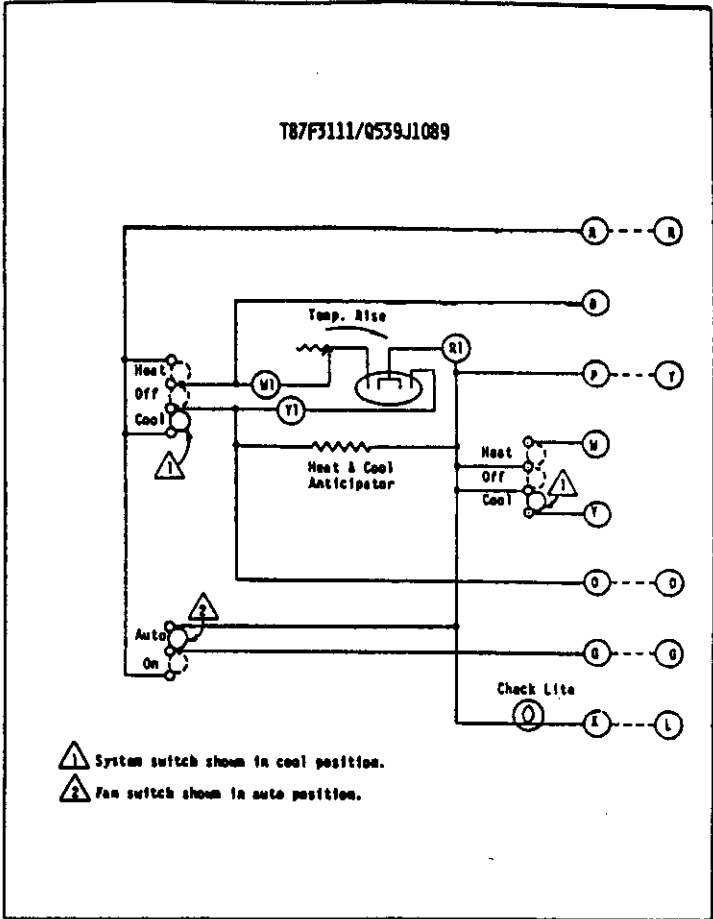 T87F3111/Q539J1089
R R
B
Temp. Rise
R1
P Y
Heat
W1
Off
Y1
Cool
1
Heat & Cool
Anticipator
Heat
W
Off
1
Cool
Y
O O
2
Auto
On
G G
Check Lite
X L
1 System switch shown in cool position.
2 Fan switch shown in auto position.